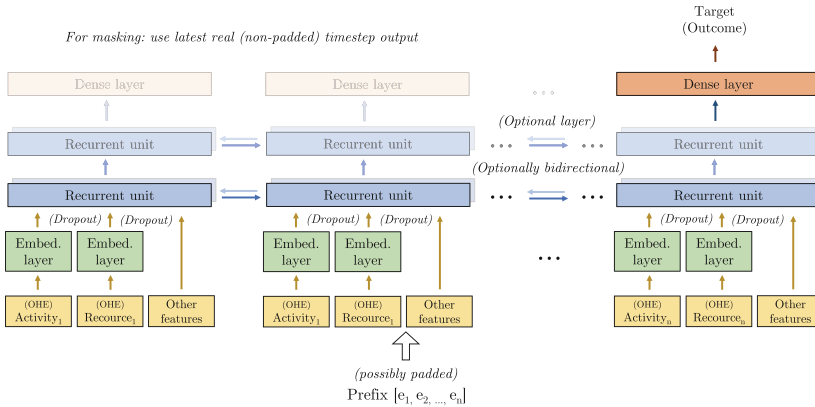 Target
(Outcome)
For masking: use latest real (non-padded) timestep output
Dense layer
Dense layer
...
Dense layer
(Optional layer)
Recurrent unit
Recurrent unit
...
...
Recurrent unit
(Optionally bidirectional)
Recurrent unit
Recurrent unit
...
...
Recurrent unit
(Dropout) (Dropout)
(Dropout) (Dropout)
(Dropout) (Dropout)
Embed.
layer
Embed.
layer
Embed.
layer
Embed.
layer
...
Embed.
layer
Embed.
layer
(OHE)
Activity1
(OHE)
Recource1
Other
features
(OHE)
Activity1
(OHE)
Recource1
Other
features
(OHE)
Activityn
(OHE)
Recourcen
Other
features
(possibly padded)
Prefix [e1, e2, ..., en]